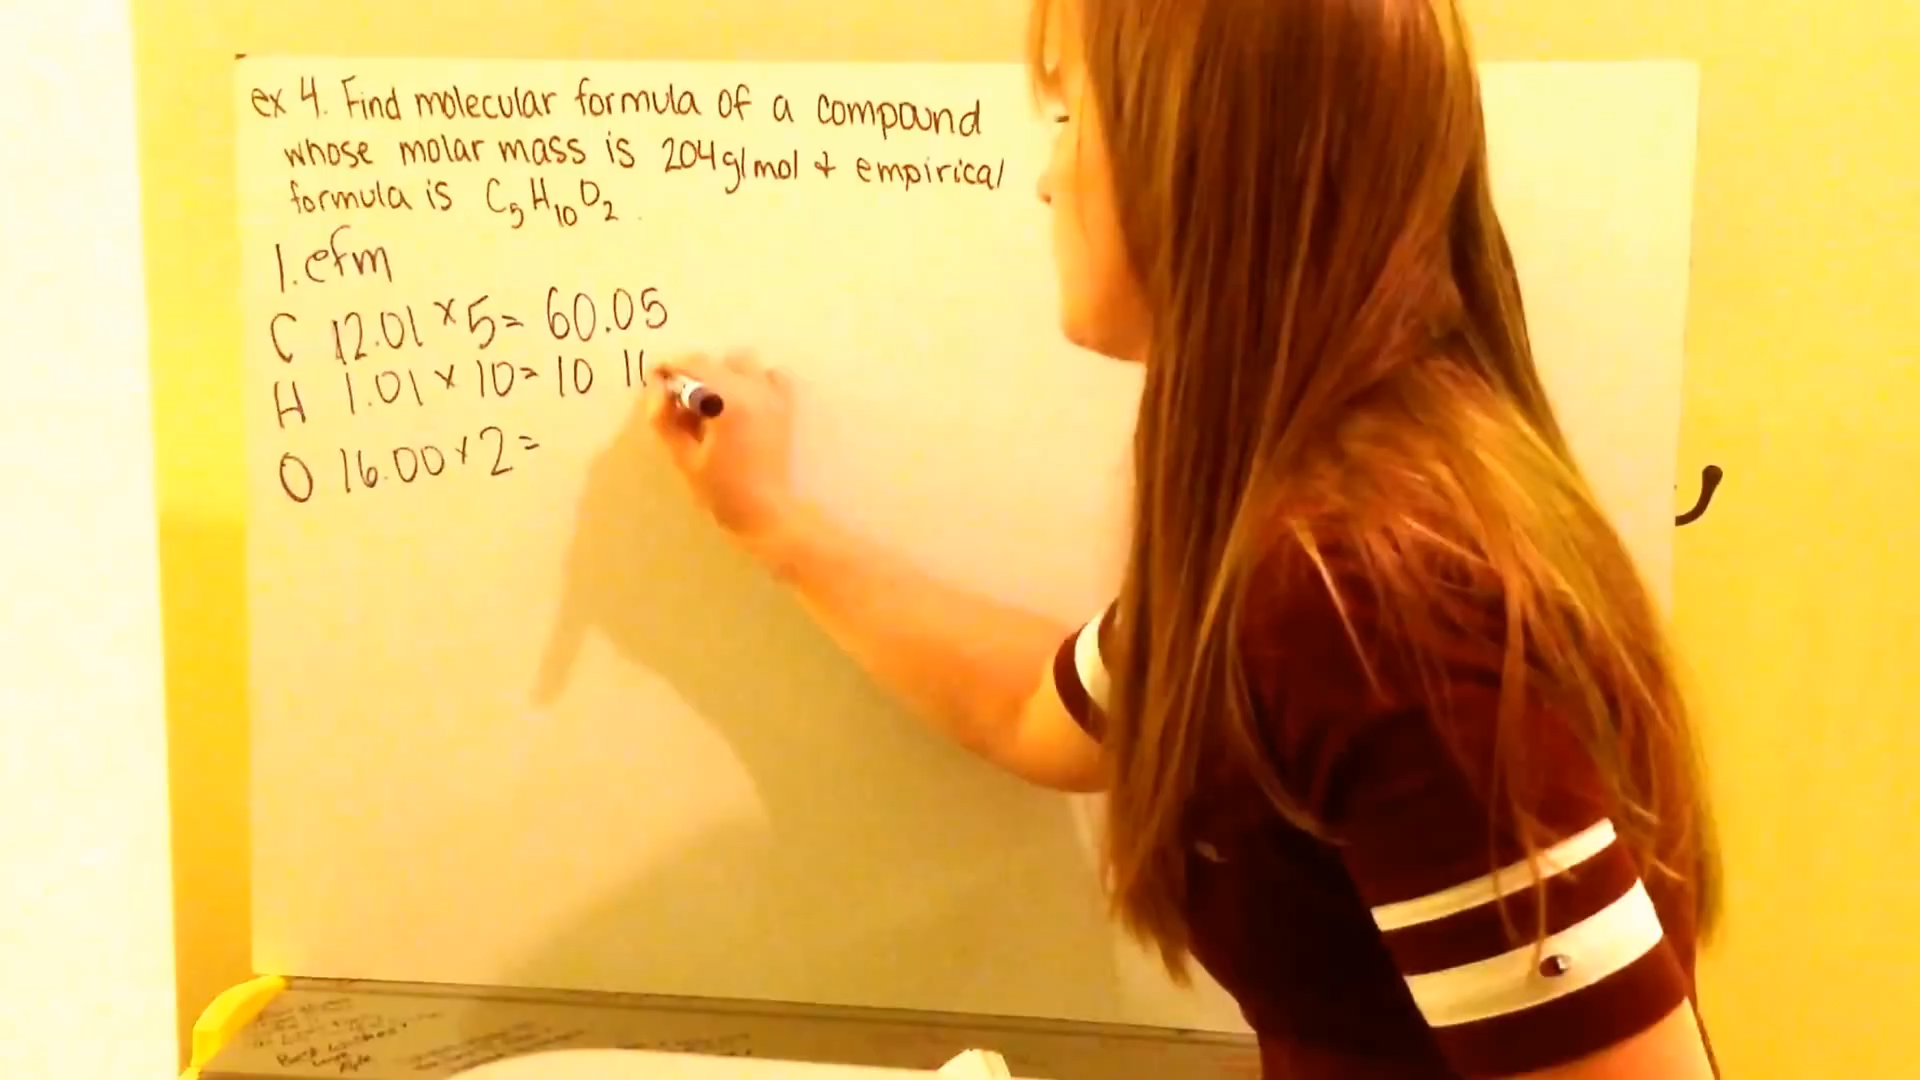 ex 4. Find molecular formula of a compound
whose molar mass is 204 g/mol + empirical
formula is C₅H₁₀O₂.
1. efm
C 12.01 × 5 = 60.05
H 1.01 × 10 = 10 1
O 16.00 × 2 =